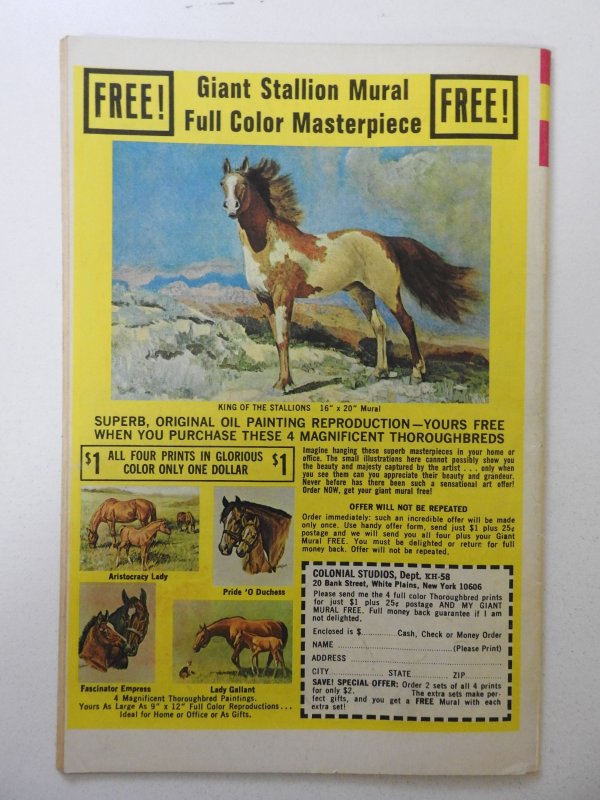 FREE!
Giant Stallion Mural
Full Color Masterpiece
FREE!
KING OF THE STALLIONS 16" x 20" Mural
SUPERB, ORIGINAL OIL PAINTING REPRODUCTION—YOURS FREE
WHEN YOU PURCHASE THESE 4 MAGNIFICENT THOROUGHBREDS
$1 ALL FOUR PRINTS IN GLORIOUS $1
COLOR ONLY ONE DOLLAR
Aristocracy Lady
Pride 'O Duchess
Fascinator Empress
Lady Gallant
4 Magnificent Thoroughbred Paintings.
Yours As Large As 9" x 12" Full Color Reproductions...
Ideal for Home or Office or As Gifts.
Imagine hanging these superb masterpieces in your home or
office. The small illustrations here cannot possibly show you
the beauty and majesty captured by the artist . . . only when
you see them can you appreciate their beauty and grandeur.
Never before has there been such a sensational art offer!
Order NOW, get your giant mural free!
OFFER WILL NOT BE REPEATED
Order immediately: such an incredible offer will be made
only once. Use handy offer form, send just $1 plus 25¢
postage and we will send you all four plus your Giant
Mural FREE. You must be delighted or return for full
money back. Offer will not be repeated.
COLONIAL STUDIOS, Dept. KH-58
20 Bank Street, White Plains, New York 10606
Please send me the 4 full color Thoroughbred prints
for just $1 plus 25¢ postage AND MY GIANT
MURAL FREE. Full money back guarantee if I am
not delighted.
Enclosed is $..............Cash, Check or Money Order
NAME ..............(Please Print)
ADDRESS ..............
CITY..............STATE..............ZIP..............
SAVE! SPECIAL OFFER: Order 2 sets of all 4 prints
for only $2. The extra sets make per-
fect gifts, and you get a FREE Mural with each
extra set!